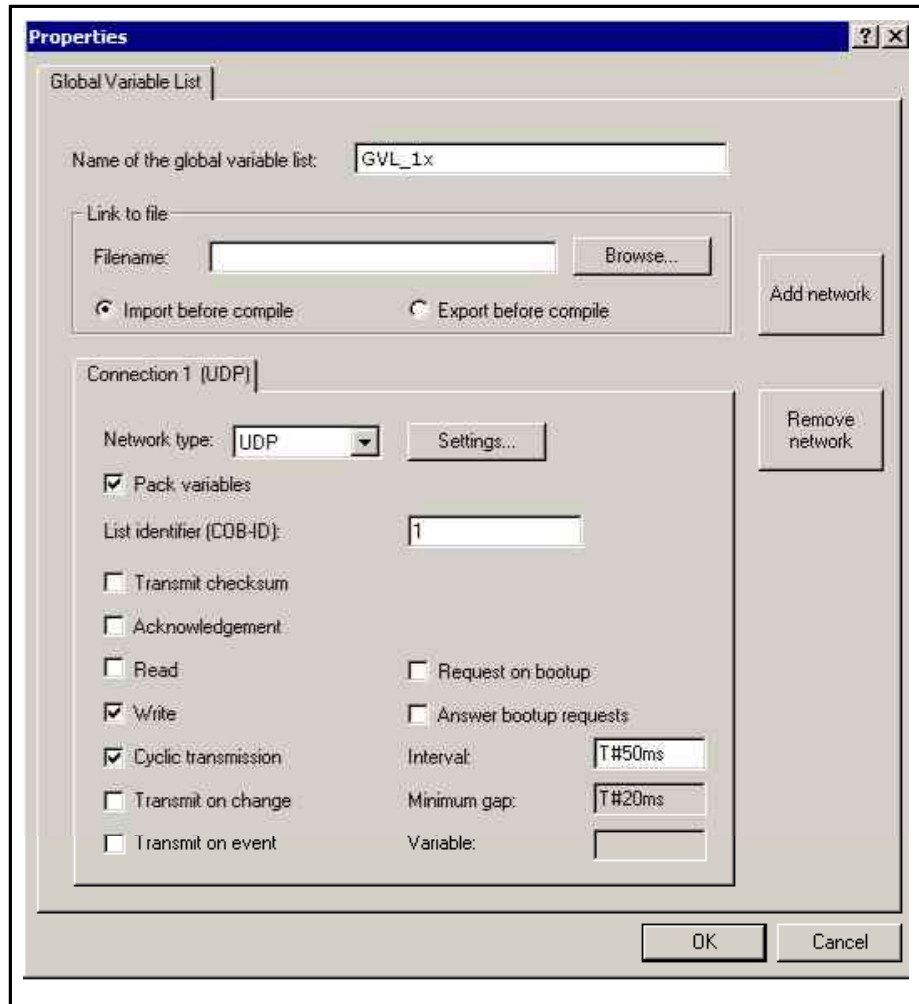 Properties
Global Variable List
Name of the global variable list: GVL_1x
Link to file
Filename: Browse...
Import before compile Export before compile
Add network
Connection 1 (UDP)
Network type: UDP Settings...
Remove network
Pack variables
List identifier (COB-ID): 1
Transmit checksum
Acknowledgement
Read Request on bootup
Write Answer bootup requests
Cyclic transmission Interval: T#50ms
Transmit on change Minimum gap: T#20ms
Transmit on event Variable:
OK Cancel